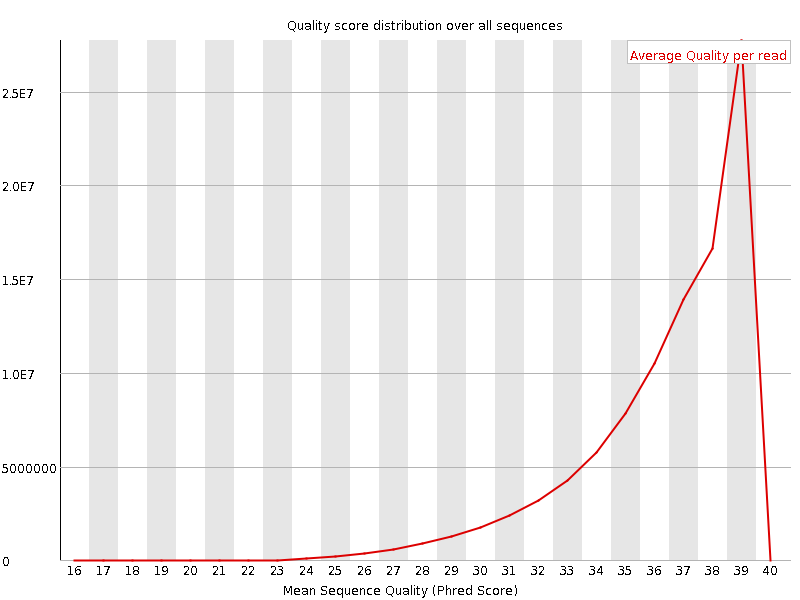 Quality score distribution over all sequences
Average Quality per read
2.5E7
2.0E7
1.5E7
1.0E7
5000000
0
16 17 18 19 20 21 22 23 24 25 26 27 28 29 30 31 32 33 34 35 36 37 38 39 40
Mean Sequence Quality (Phred Score)